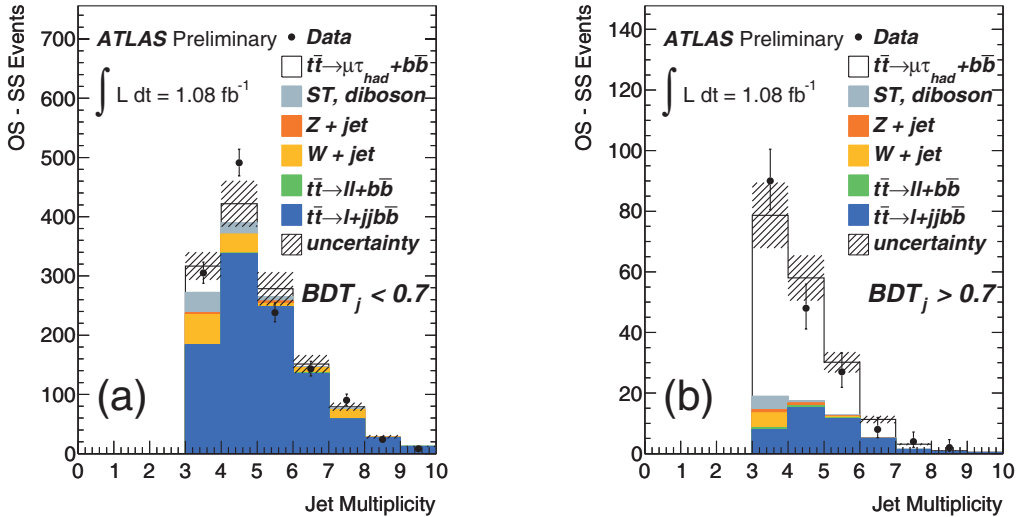 OS - SS Events
700
600
500
400
300
200
100
0
ATLAS Preliminary
∫ L dt = 1.08 fb⁻¹
Data
tt̄→μτ_had+bb̄
ST, diboson
Z + jet
W + jet
tt̄→ll+bb̄
tt̄→l+jjbb̄
uncertainty
BDT_j < 0.7
(a)
0 1 2 3 4 5 6 7 8 9 10
Jet Multiplicity
OS - SS Events
140
120
100
80
60
40
20
0
ATLAS Preliminary
∫ L dt = 1.08 fb⁻¹
Data
tt̄→μτ_had+bb̄
ST, diboson
Z + jet
W + jet
tt̄→ll+bb̄
tt̄→l+jjbb̄
uncertainty
BDT_j > 0.7
(b)
0 1 2 3 4 5 6 7 8 9 10
Jet Multiplicity